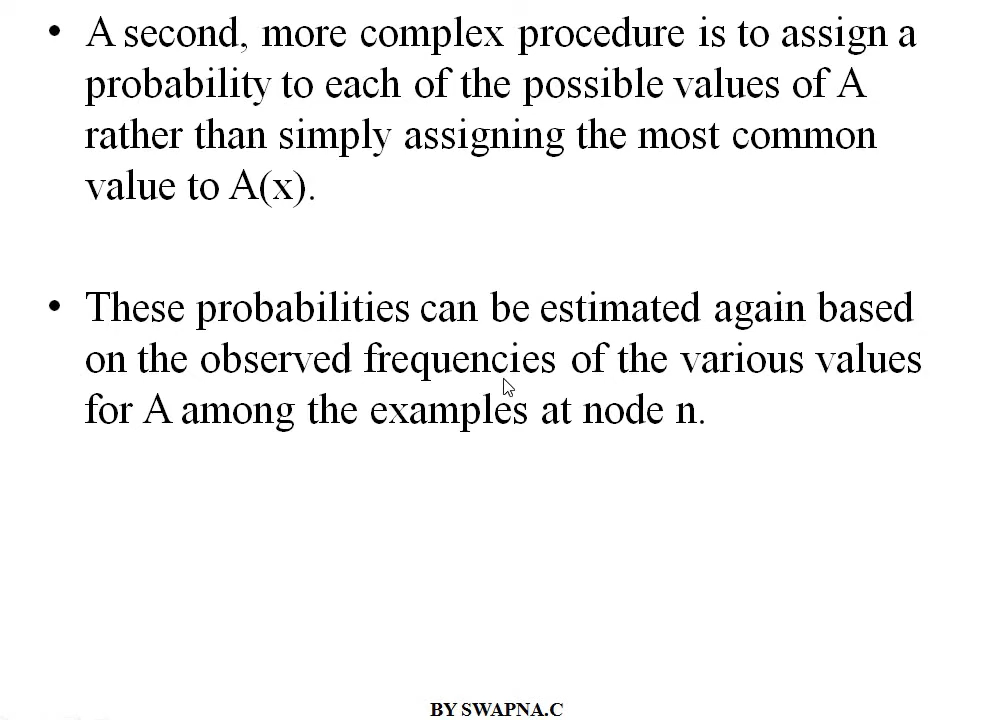 • A second, more complex procedure is to assign a
probability to each of the possible values of A
rather than simply assigning the most common
value to A(x).
• These probabilities can be estimated again based
on the observed frequencies of the various values
for A among the examples at node n.
BY SWAPNA.C